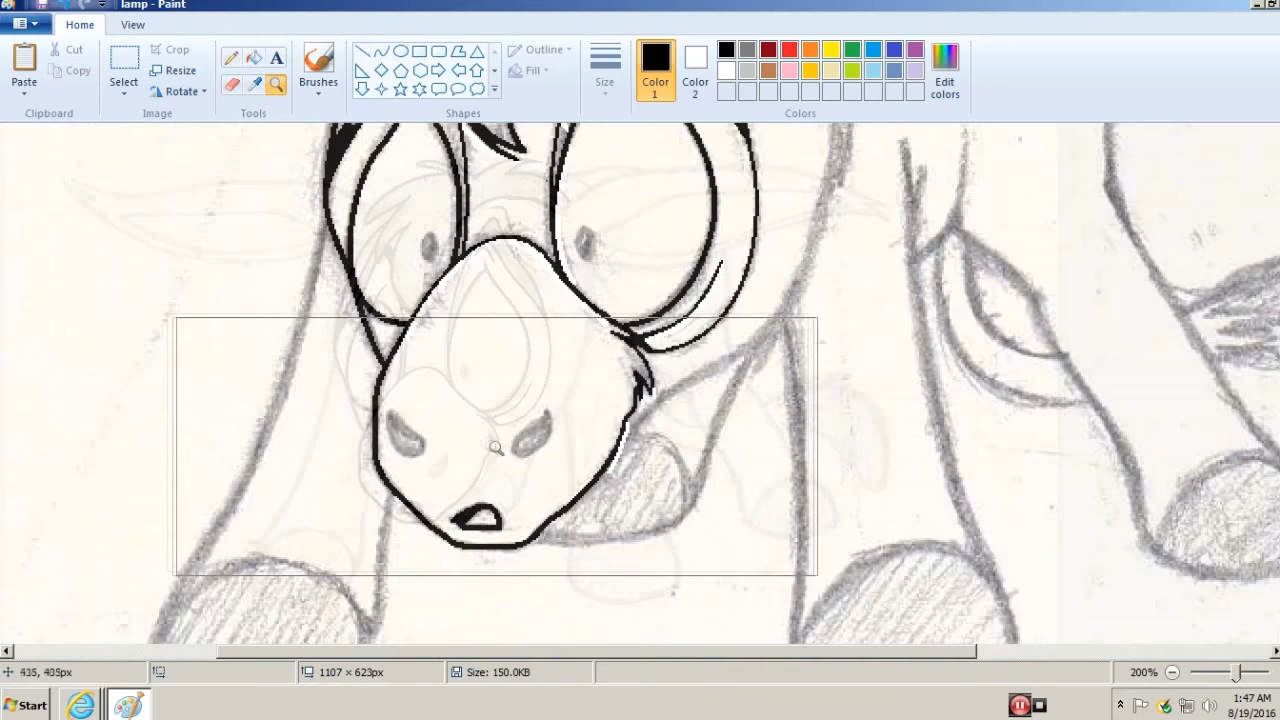 lamp - Paint
Home View
Paste
Cut
Copy
Clipboard
Select
Crop
Resize
Rotate
Image
A
Tools
Brushes
Outline
Fill
Shapes
Size
Color 1
Color 2
Edit colors
Colors
435, 405px
1107 × 623px
Size: 150.0KB
200%
Start
1:47 AM
8/19/2016